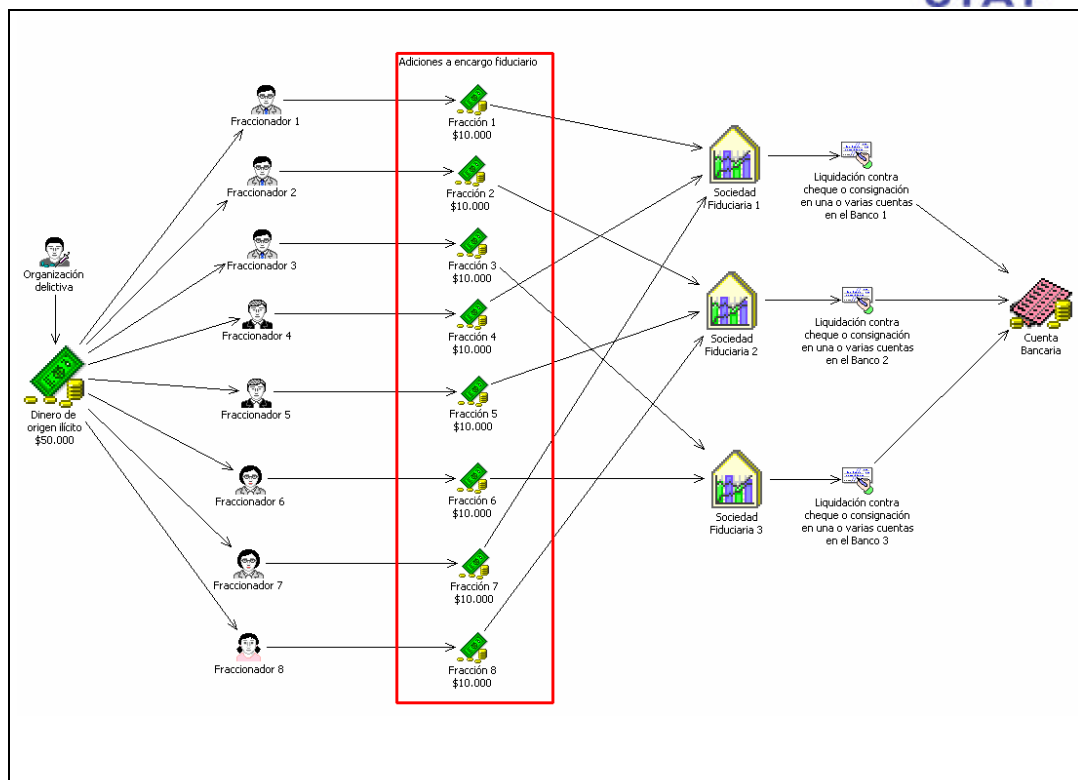 Adiciones a encargo fiduciario
Organización
delictiva
Dinero de
origen ilícito
$50.000
Fraccionador 1
Fraccionador 2
Fraccionador 3
Fraccionador 4
Fraccionador 5
Fraccionador 6
Fraccionador 7
Fraccionador 8
Fracción 1
$10.000
Fracción 2
$10.000
Fracción 3
$10.000
Fracción 4
$10.000
Fracción 5
$10.000
Fracción 6
$10.000
Fracción 7
$10.000
Fracción 8
$10.000
Sociedad
Fiduciaria 1
Sociedad
Fiduciaria 2
Sociedad
Fiduciaria 3
Liquidación contra
cheque o consignación
en una o varias cuentas
en el Banco 1
Liquidación contra
cheque o consignación
en una o varias cuentas
en el Banco 2
Liquidación contra
cheque o consignación
en una o varias cuentas
en el Banco 3
Cuenta
Bancaria